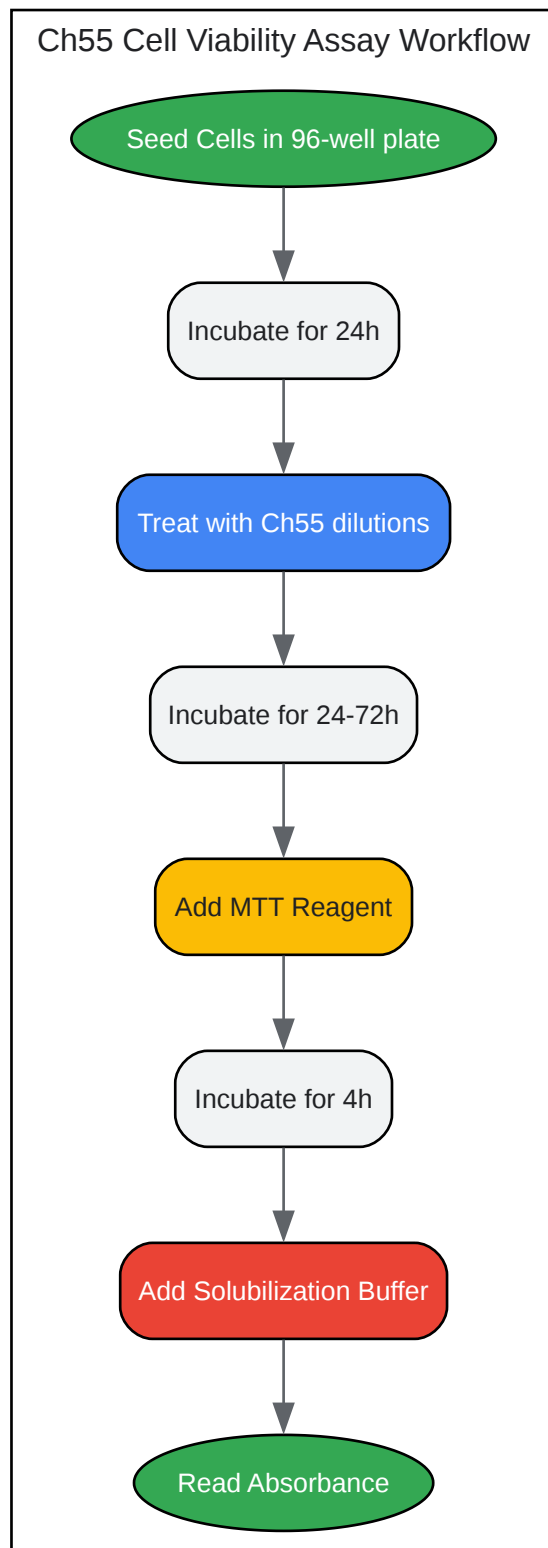 Ch55 Cell Viability Assay Workflow
Seed Cells in 96-well plate
Incubate for 24h
Treat with Ch55 dilutions
Incubate for 24-72h
Add MTT Reagent
Incubate for 4h
Add Solubilization Buffer
Read Absorbance